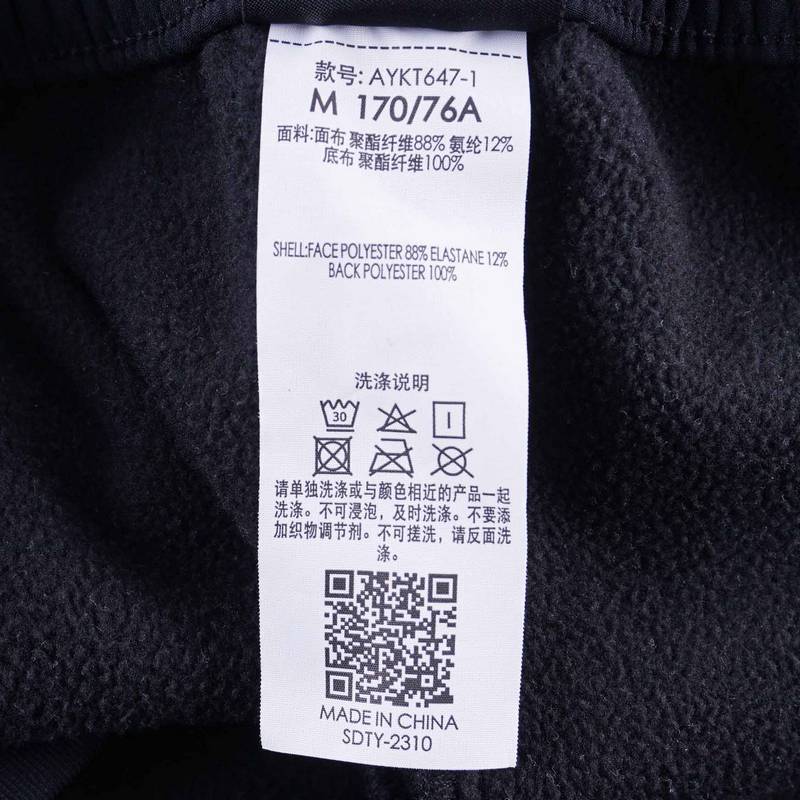 款号: AYKT647-1
M 170/76A
面料:面布 聚酯纤维88% 氨纶12%
底布 聚酯纤维100%
SHELL:FACE POLYESTER 88% ELASTANE 12%
BACK POLYESTER 100%
洗涤说明
30
请单独洗涤或与颜色相近的产品一起
洗涤。不可浸泡，及时洗涤。不要添
加织物调节剂。不可搓洗，请反面洗
涤。
MADE IN CHINA
SDTY-2310